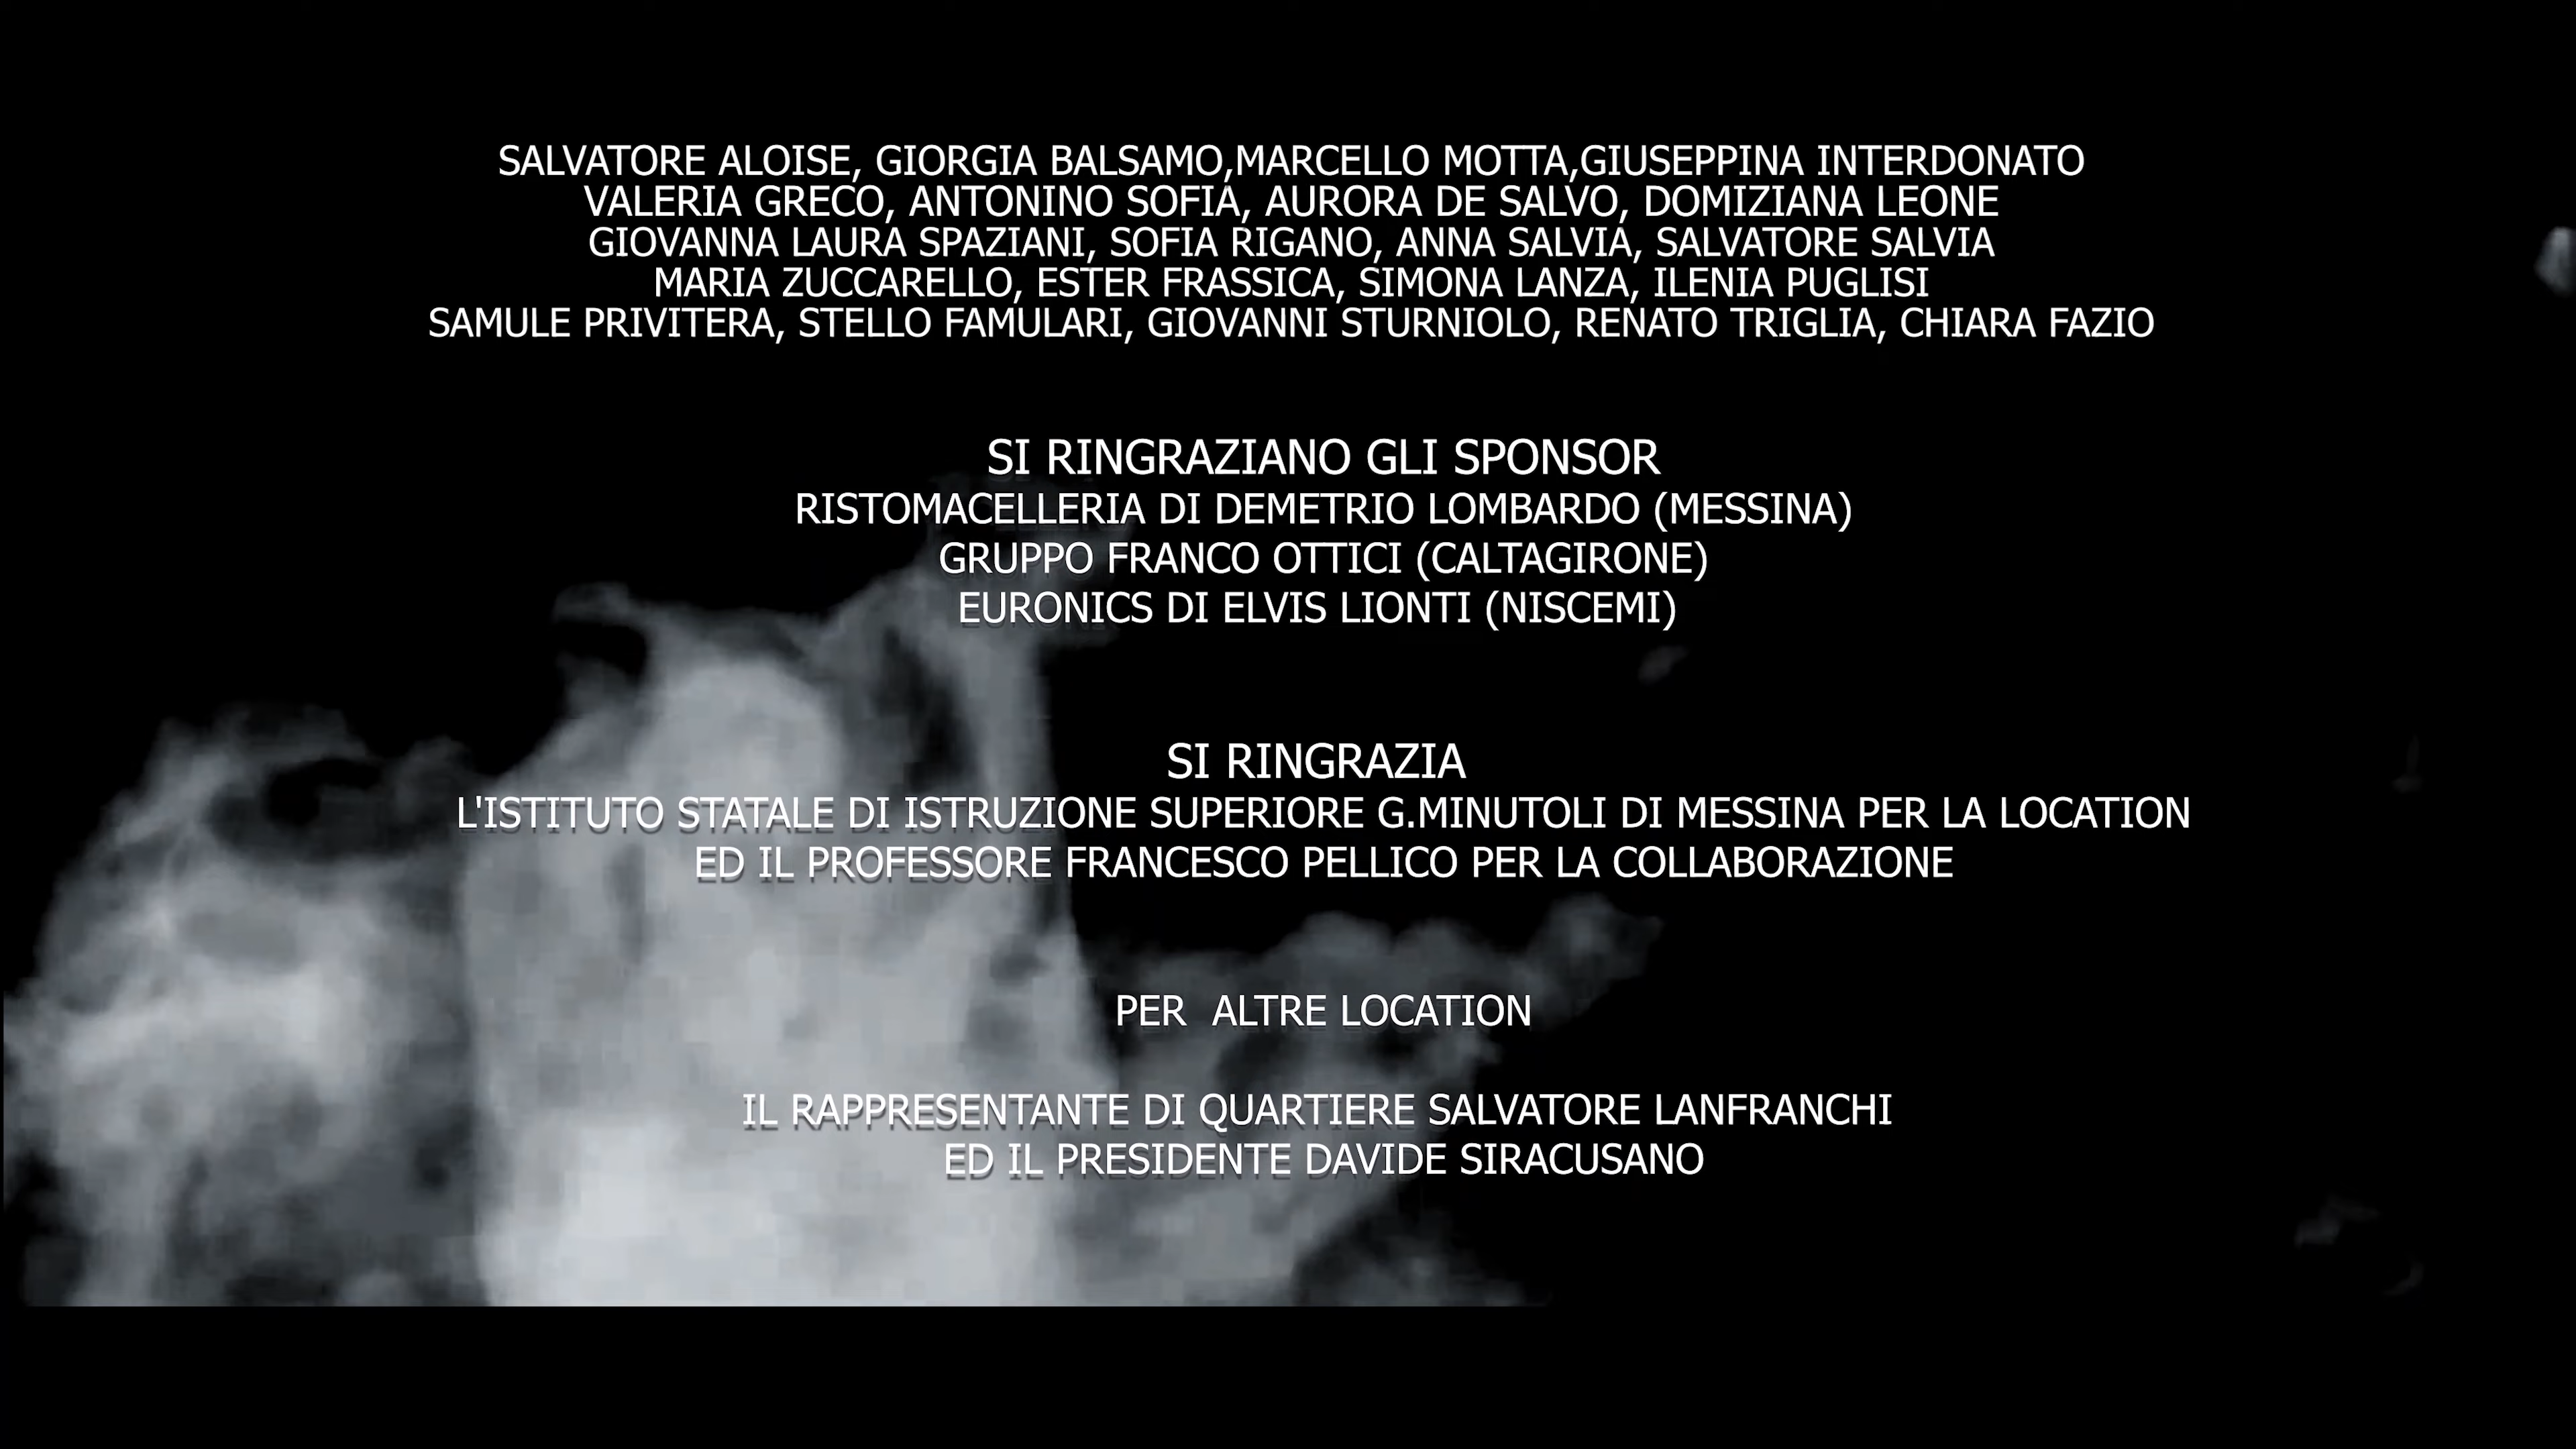 SALVATORE ALOISE, GIORGIA BALSAMO,MARCELLO MOTTA,GIUSEPPINA INTERDONATO
VALERIA GRECO, ANTONINO SOFIA, AURORA DE SALVO, DOMIZIANA LEONE
GIOVANNA LAURA SPAZIANI, SOFIA RIGANO, ANNA SALVIA, SALVATORE SALVIA
MARIA ZUCCARELLO, ESTER FRASSICA, SIMONA LANZA, ILENIA PUGLISI
SAMULE PRIVITERA, STELLO FAMULARI, GIOVANNI STURNIOLO, RENATO TRIGLIA, CHIARA FAZIO
SI RINGRAZIANO GLI SPONSOR
RISTOMACELLERIA DI DEMETRIO LOMBARDO (MESSINA)
GRUPPO FRANCO OTTICI (CALTAGIRONE)
EURONICS DI ELVIS LIONTI (NISCEMI)
SI RINGRAZIA
L'ISTITUTO STATALE DI ISTRUZIONE SUPERIORE G.MINUTOLI DI MESSINA PER LA LOCATION
ED IL PROFESSORE FRANCESCO PELLICO PER LA COLLABORAZIONE
PER  ALTRE LOCATION
IL RAPPRESENTANTE DI QUARTIERE SALVATORE LANFRANCHI
ED IL PRESIDENTE DAVIDE SIRACUSANO